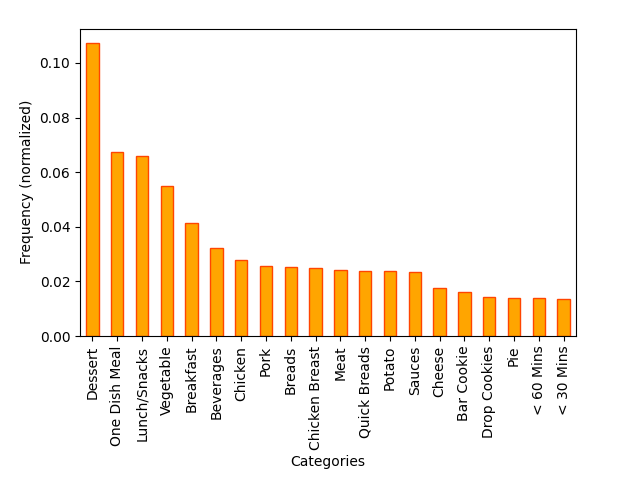 0.10
0.08
0.06
0.04
0.02
0.00
Frequency (normalized)
Dessert
One Dish Meal
Lunch/Snacks
Vegetable
Breakfast
Beverages
Chicken
Pork
Breads
Chicken Breast
Meat
Quick Breads
Potato
Sauces
Cheese
Bar Cookie
Drop Cookies
Pie
< 60 Mins
< 30 Mins
Categories